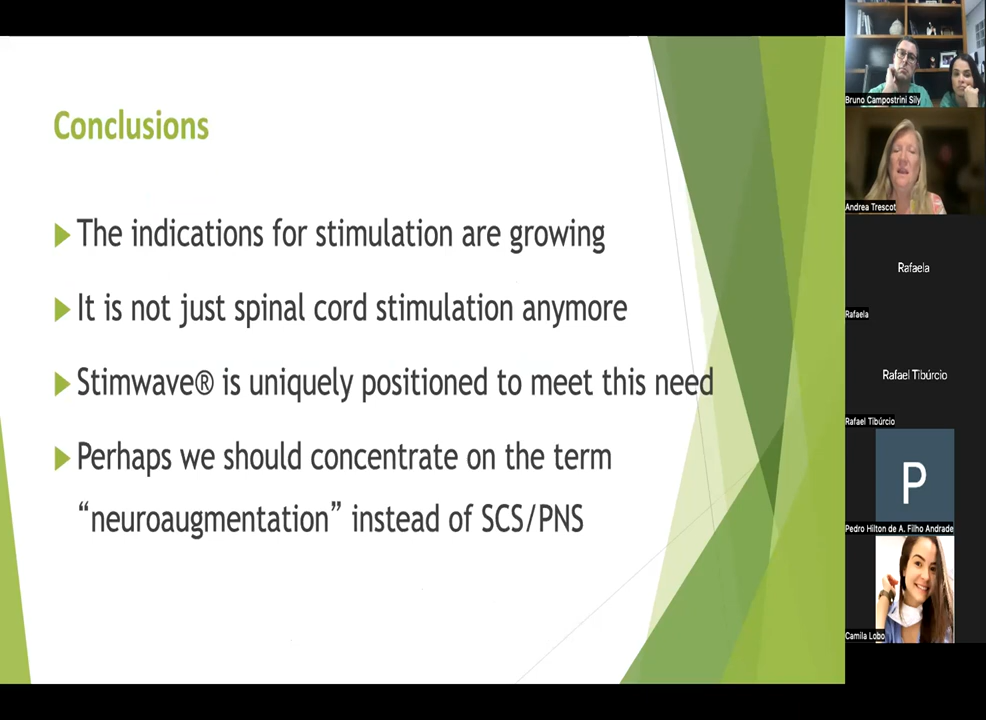 Conclusions
The indications for stimulation are growing
It is not just spinal cord stimulation anymore
Stimwave® is uniquely positioned to meet this need
Perhaps we should concentrate on the term
“neuroaugmentation” instead of SCS/PNS
Bruno Campostrini Sily
Andrea Trescot
Rafaela
Rafaela
Rafael Tibúrcio
Rafael Tibúrcio
P
Pedro Hilton de A. Filho Andrade
Camila Lobo